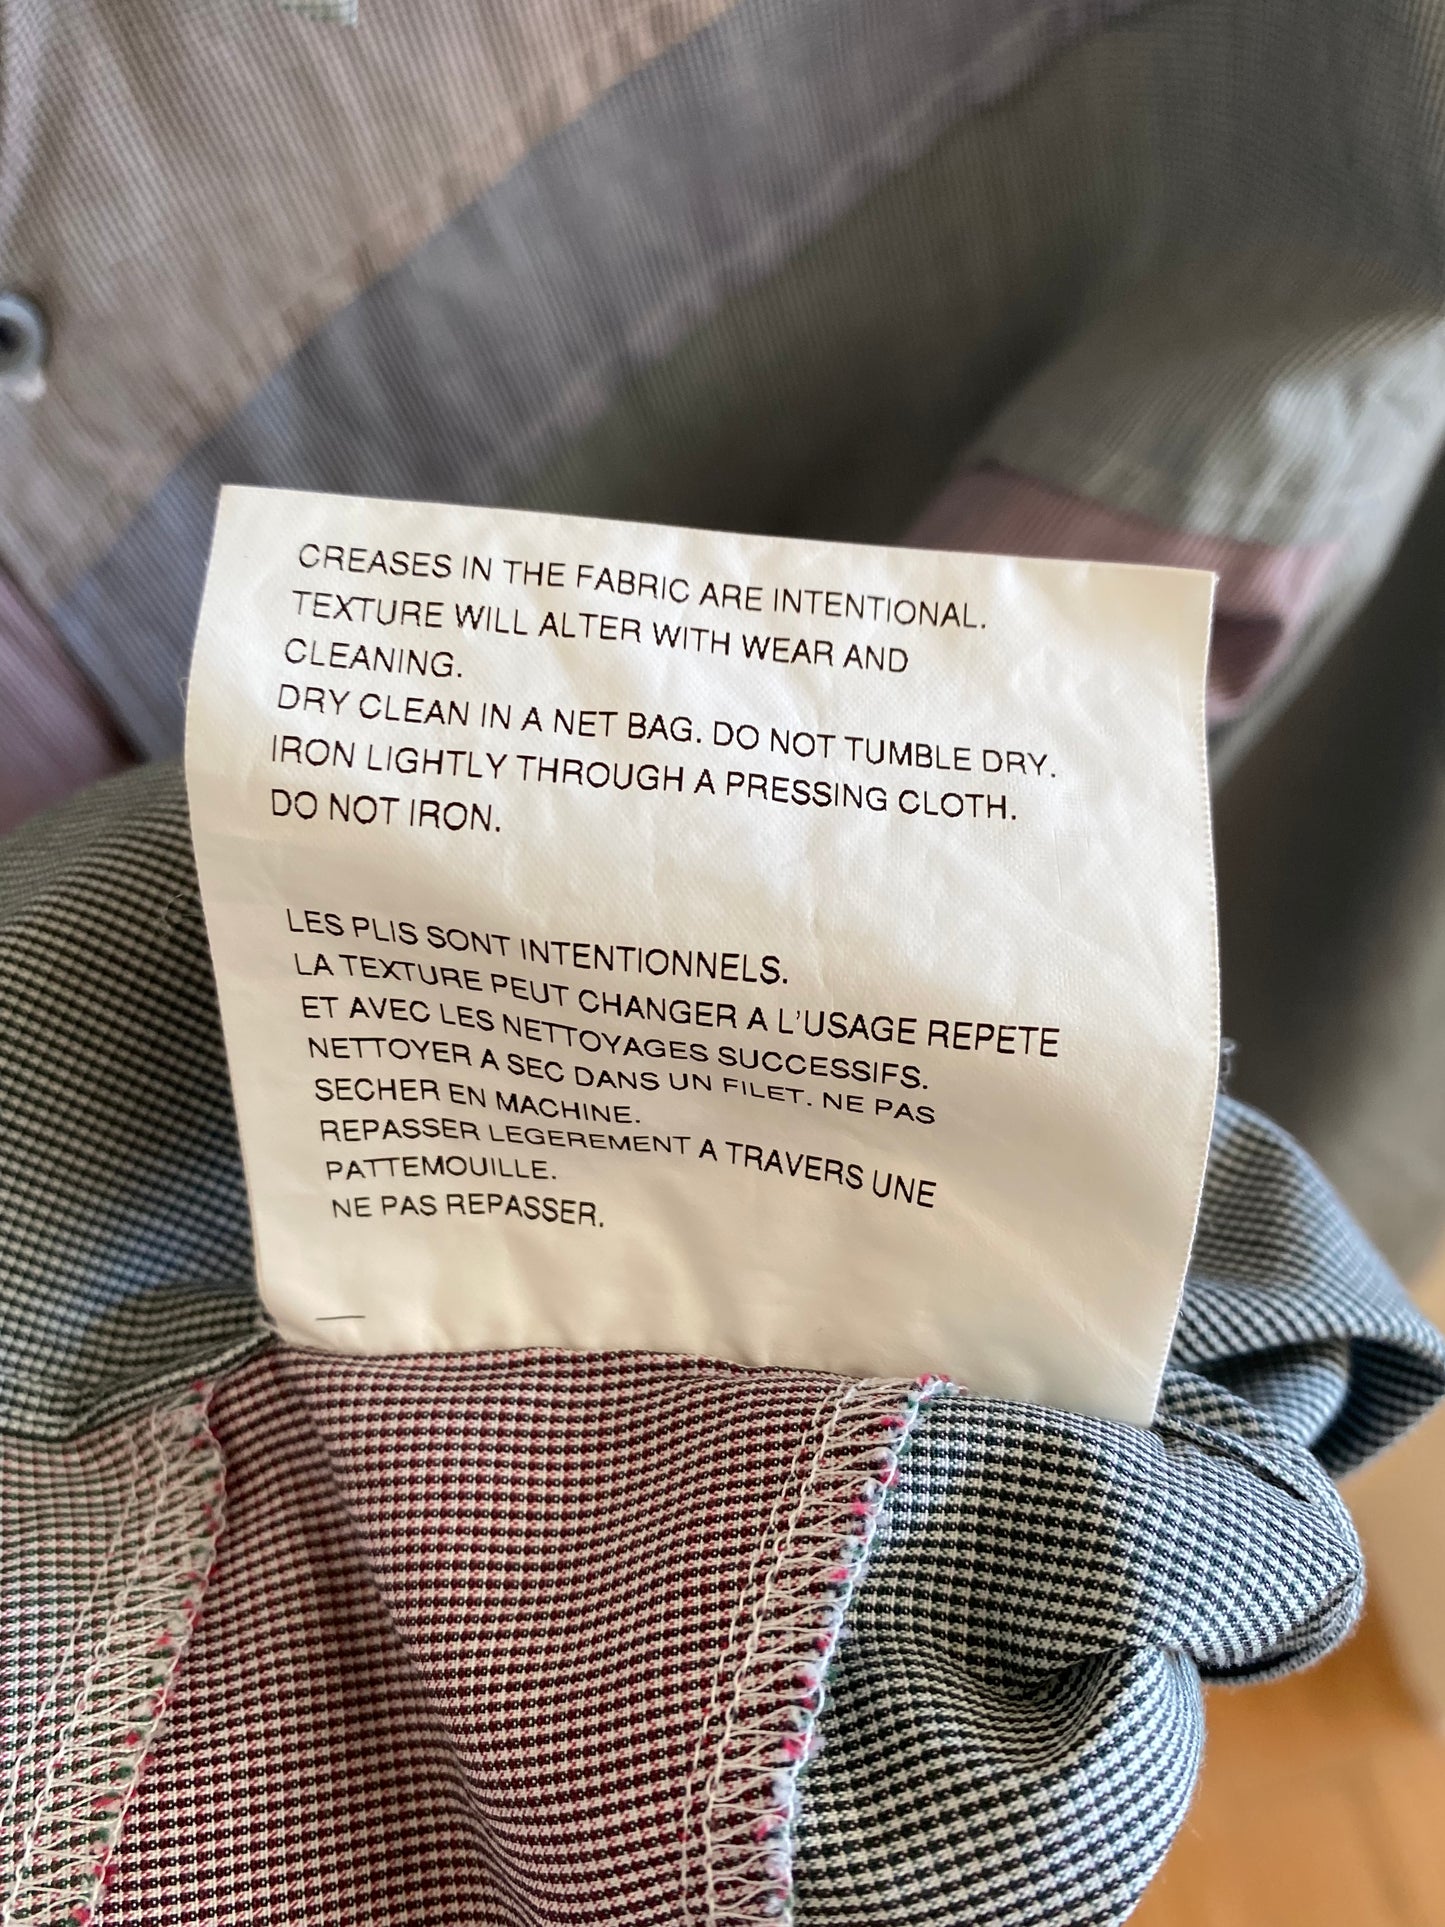 CREASES IN THE FABRIC ARE INTENTIONAL.
TEXTURE WILL ALTER WITH WEAR AND
CLEANING.
DRY CLEAN IN A NET BAG. DO NOT TUMBLE DRY.
IRON LIGHTLY THROUGH A PRESSING CLOTH.
DO NOT IRON.
LES PLIS SONT INTENTIONNELS.
LA TEXTURE PEUT CHANGER A L'USAGE REPETE
ET AVEC LES NETTOYAGES SUCCESSIFS.
NETTOYER A SEC DANS UN FILET. NE PAS
SECHER EN MACHINE.
REPASSER LEGEREMENT A TRAVERS UNE
PATTEMOUILLE.
NE PAS REPASSER.